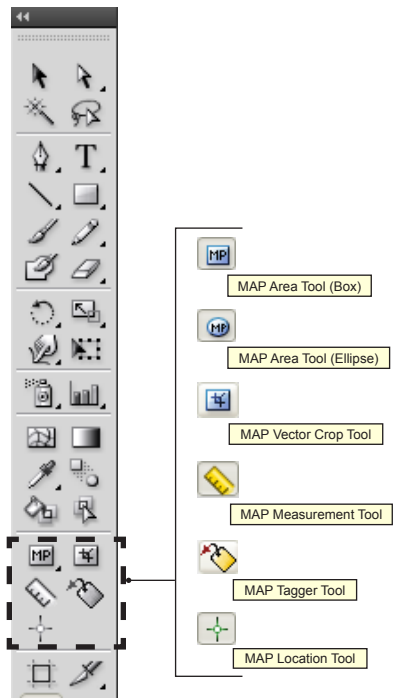 T
MP
MAP Area Tool (Box)
MP
MAP Area Tool (Ellipse)
MAP Vector Crop Tool
MAP Measurement Tool
MP
MAP Tagger Tool
MAP Location Tool